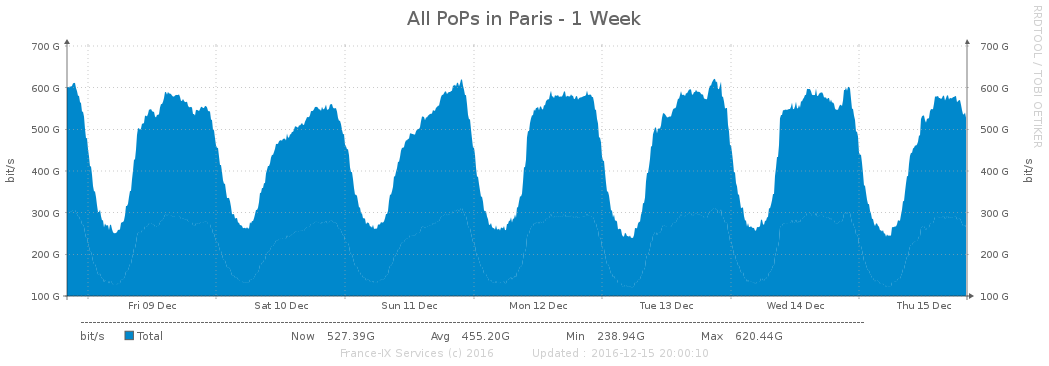 All PoPs in Paris - 1 Week
RRDTOOL / TOBI OETIKER
700 G 700 G
600 G 600 G
500 G 500 G
400 G 400 G
300 G 300 G
200 G 200 G
100 G 100 G
bit/s bit/s
Fri 09 Dec Sat 10 Dec Sun 11 Dec Mon 12 Dec Tue 13 Dec Wed 14 Dec Thu 15 Dec
bit/s Total Now 527.39G Avg 455.20G Min 238.94G Max 620.44G
France-IX Services (c) 2016 Updated : 2016-12-15 20:00:10